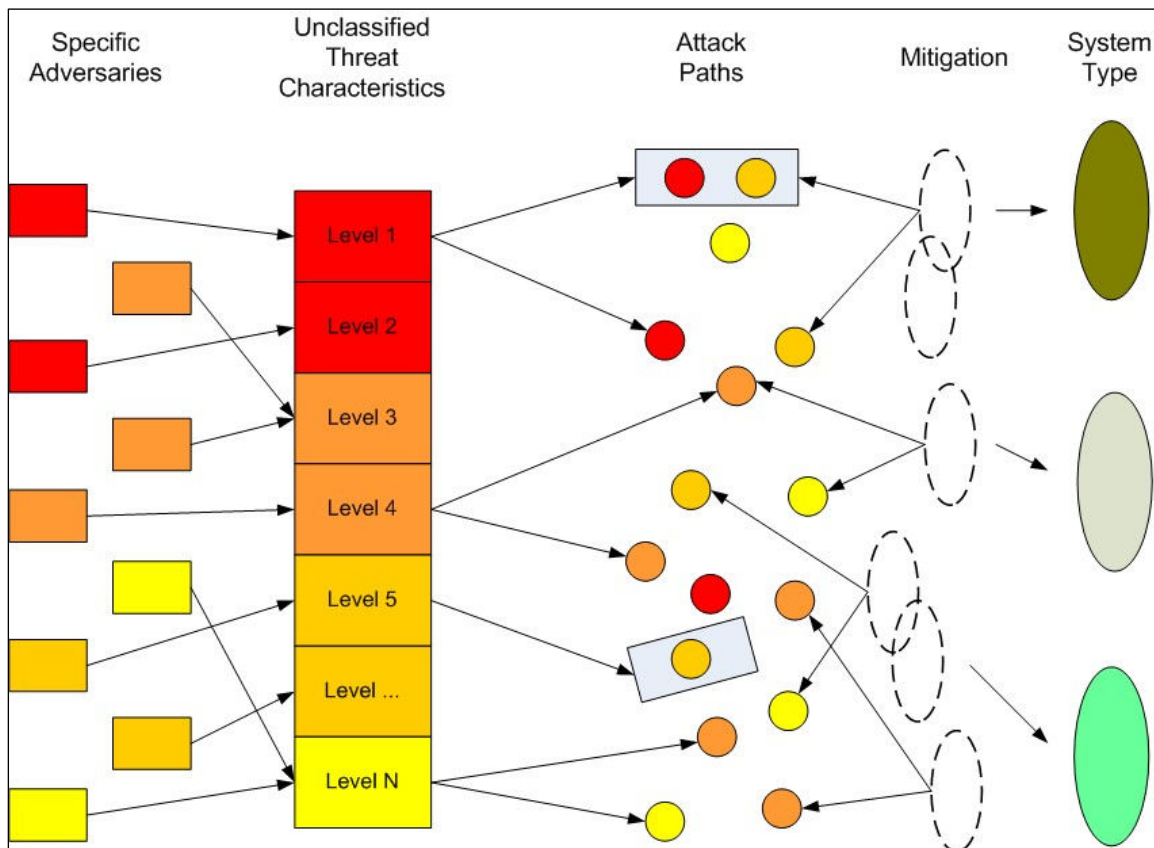 Specific
Adversaries
Unclassified
Threat
Characteristics
Attack
Paths
Mitigation
System
Type
Level 1
Level 2
Level 3
Level 4
Level 5
Level ...
Level N